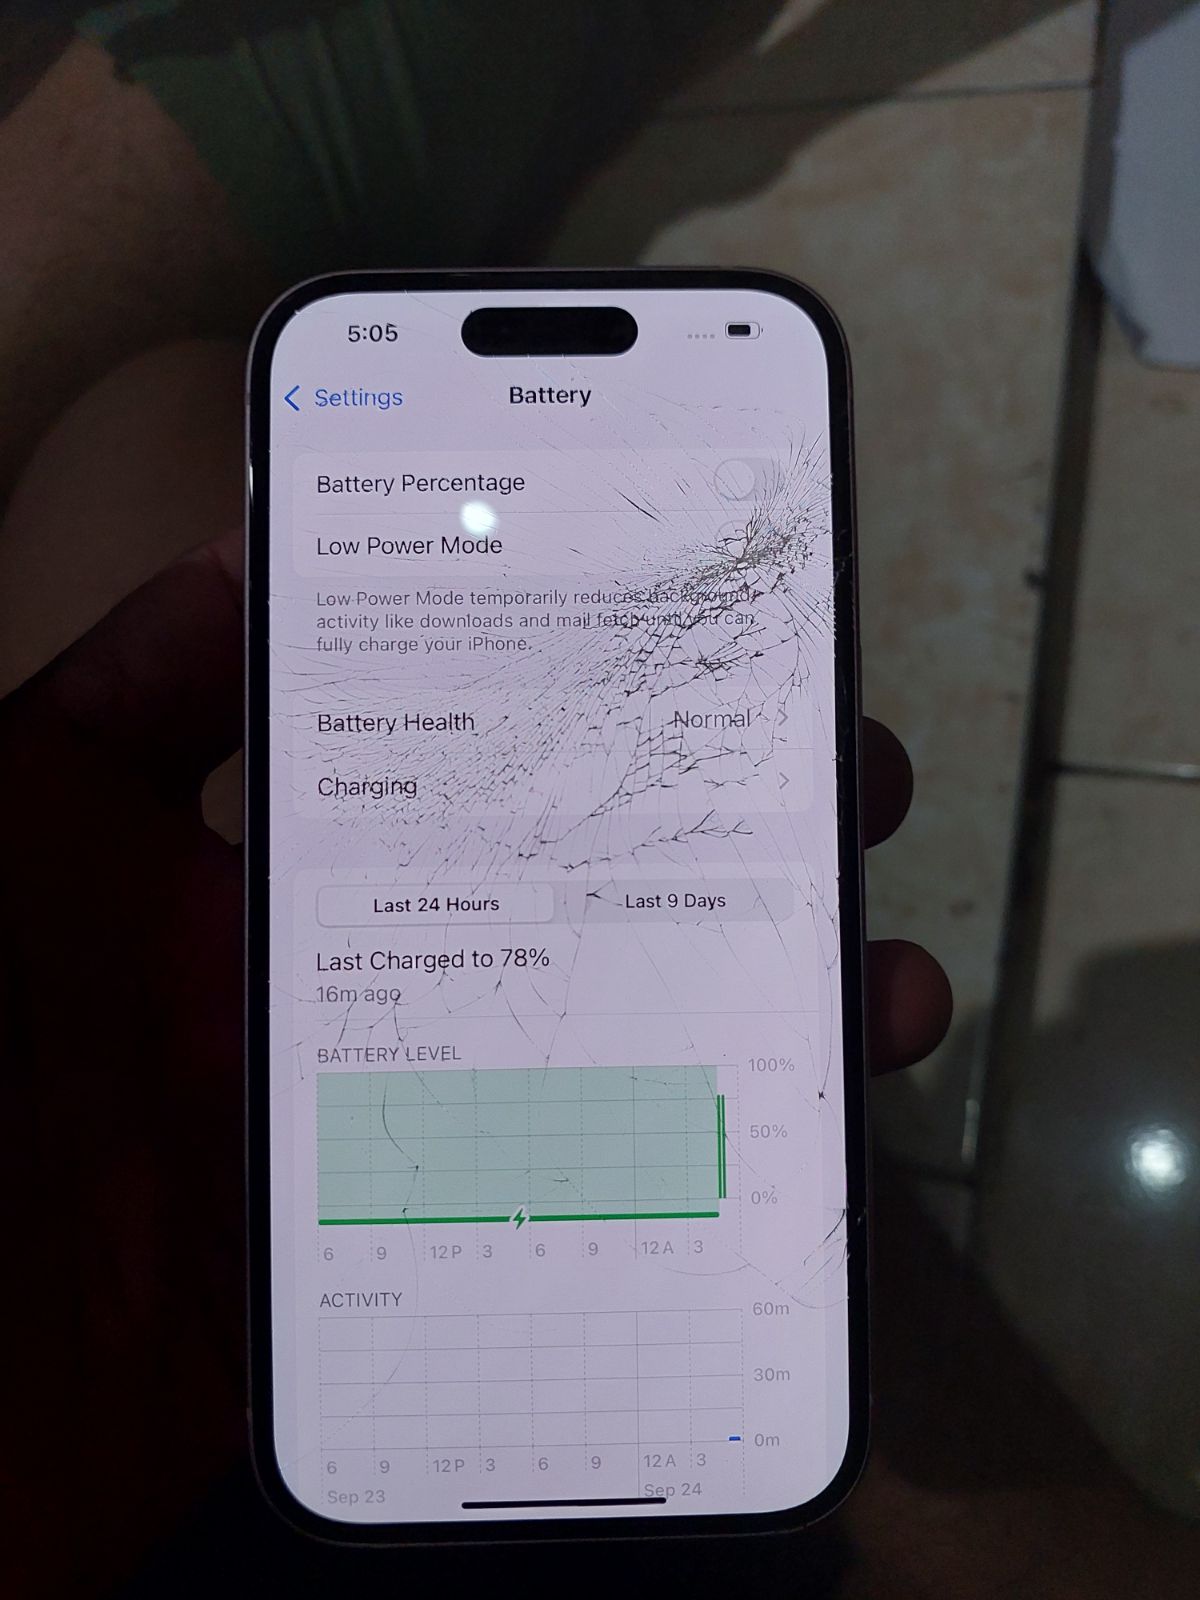 5:05
Settings
Battery
Battery Percentage
Low Power Mode
Low Power Mode temporarily reduces background
activity like downloads and mail fetch until you can
fully charge your iPhone.
Battery Health Normal
Charging
Last 24 Hours Last 9 Days
Last Charged to 78%
16m ago
BATTERY LEVEL
100%
50%
0%
6 9 12 P 3 6 9 12 A 3
ACTIVITY
60m
30m
0m
6 9 12 P 3 6 9 12 A 3
Sep 23 Sep 24